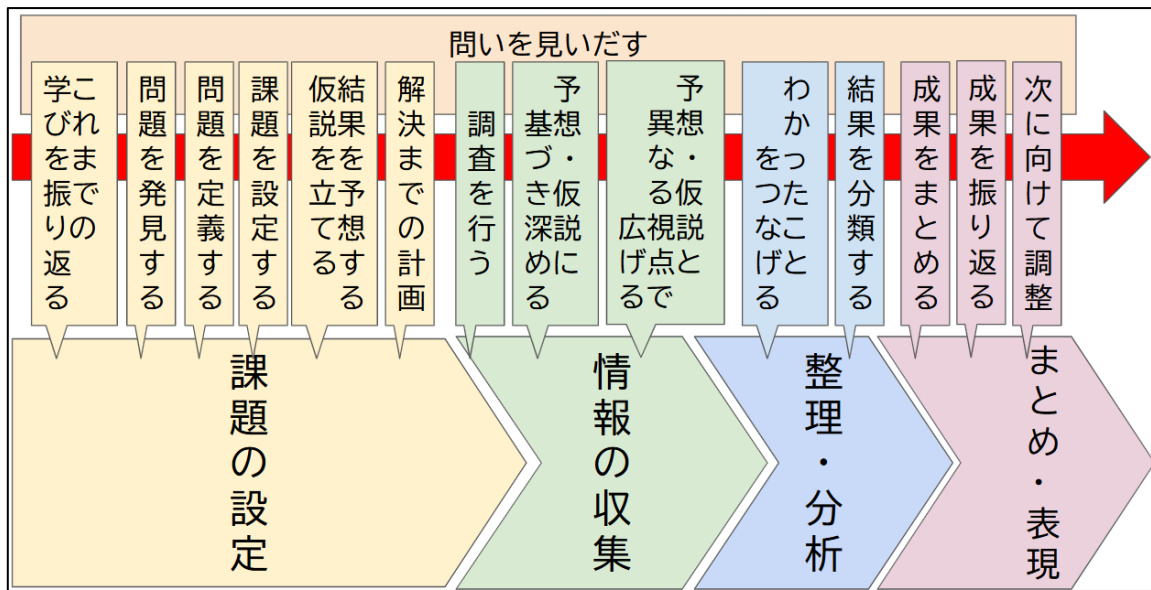 問いを見いだす
これまでの
学びを振り返る
問題を発見する
問題を定義する
課題を設定する
結果を予想する
仮説を立てる
解決までの計画
調査を行う
予想・仮説に
基づき深める
予想・仮説と
異なる視点で
広げる
わかったこと
をつなげる
結果を分類する
成果をまとめる
成果を振り返る
次に向けて調整
課題の設定
情報の収集
整理・分析
まとめ・表現